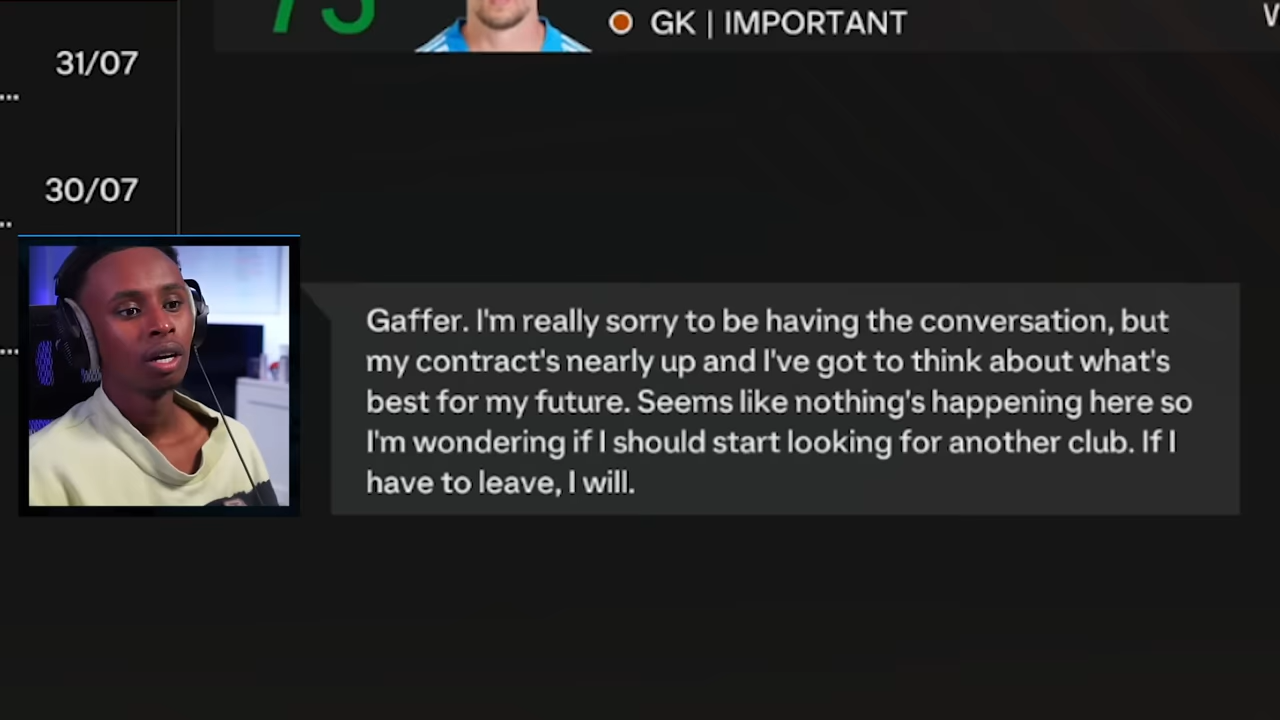 75
GK | IMPORTANT
31/07
...
30/07
...
...
Gaffer. I'm really sorry to be having the conversation, but
my contract's nearly up and I've got to think about what's
best for my future. Seems like nothing's happening here so
I'm wondering if I should start looking for another club. If I
have to leave, I will.